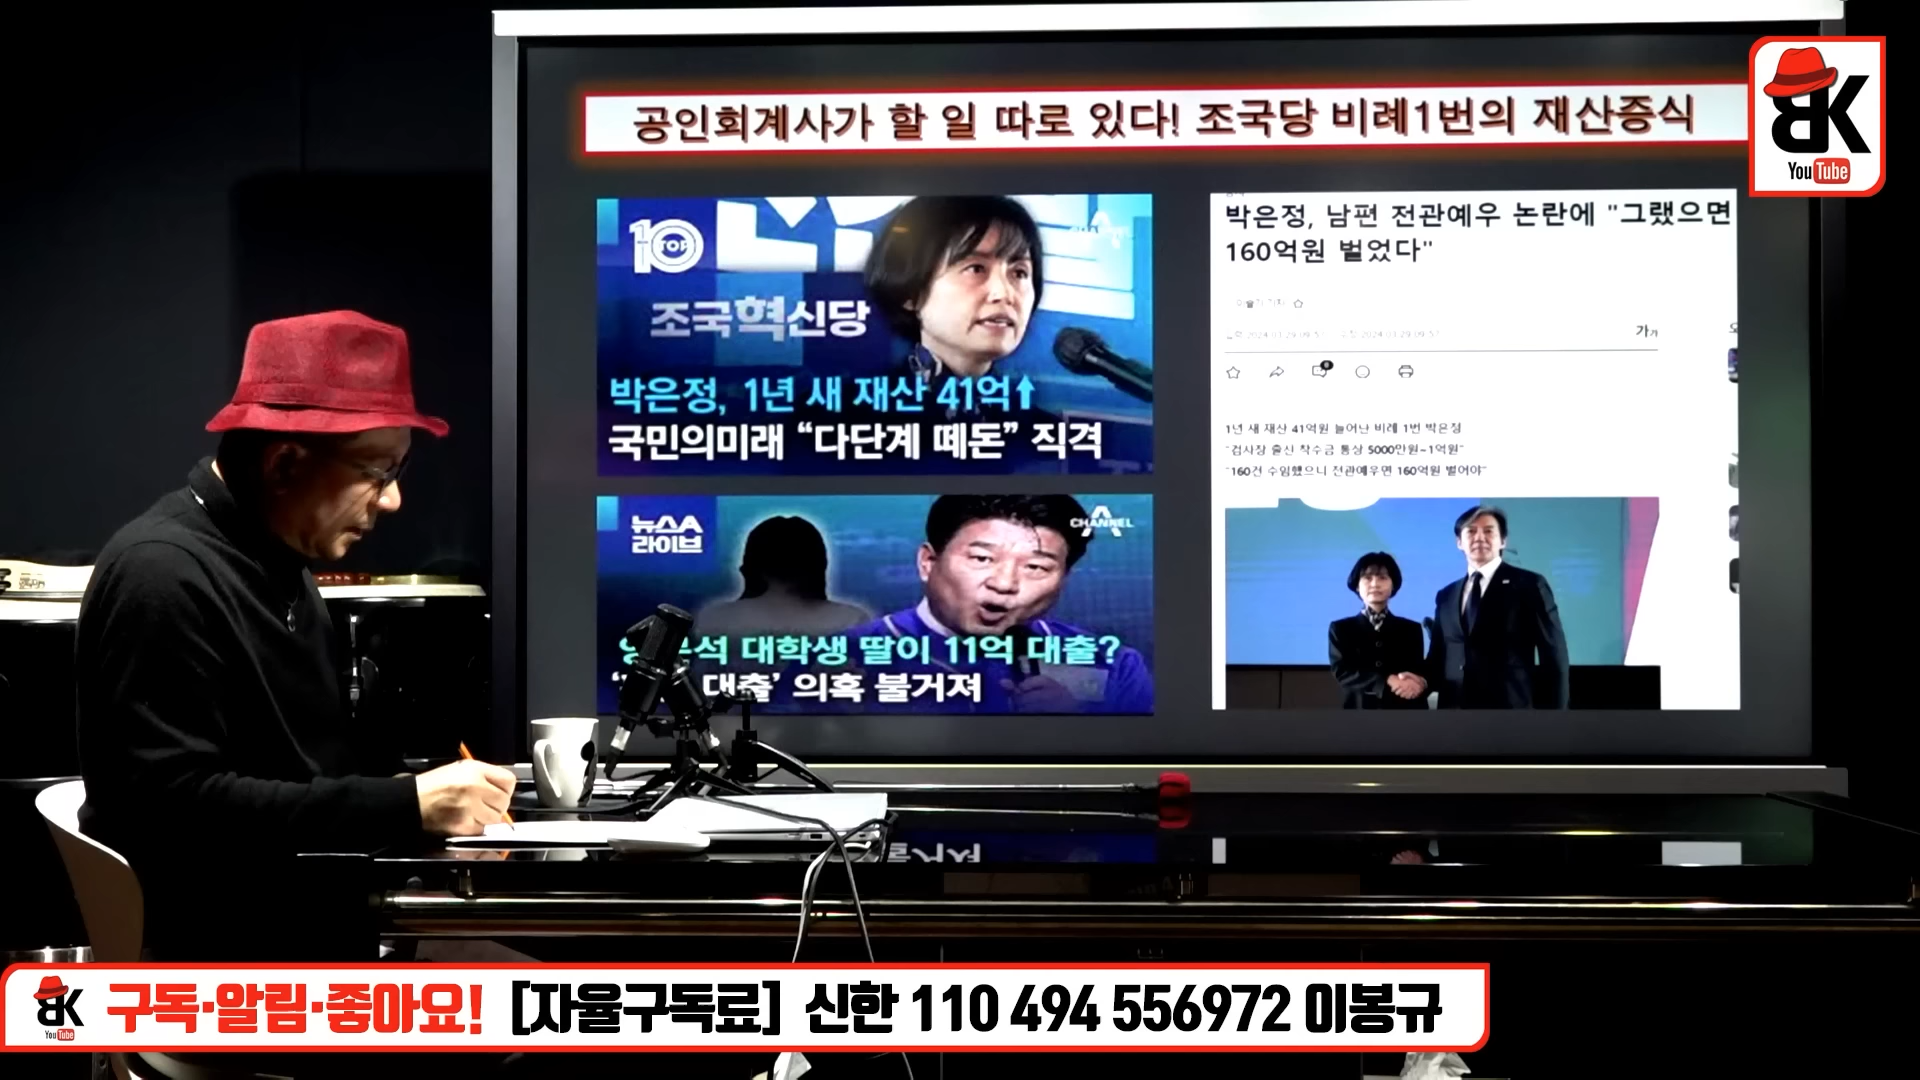 공인회계사가 할 일 따로 있다! 조국당 비례1번의 재산증식
BK
YouTube
TOP
10
CHANNEL A
조국혁신당
박은정, 1년 새 재산 41억↑
국민의미래 “다단계 떼돈” 직격
뉴스A
라이브
CHANNEL A
석 대학생 딸이 11억 대출?
대출’ 의혹 불거져
박은정, 남편 전관예우 논란에 "그랬으면
160억원 벌었다"
가
1년 새 재산 41억원 늘어난 비례 1번 박은정
"검사장 출신 착수금 통상 5000만원~1억원"
"160건 수임했으니 전관예우면 160억원 벌어야"
BK
YouTube
구독·알림·좋아요! [자율구독료] 신한 110 494 556972 이봉규